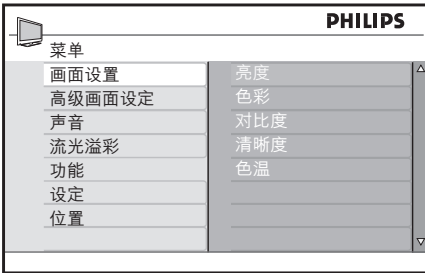 PHILIPS
菜单
画面设置
高级画面设定
声音
流光溢彩
功能
设定
位置
亮度
色彩
对比度
清晰度
色温